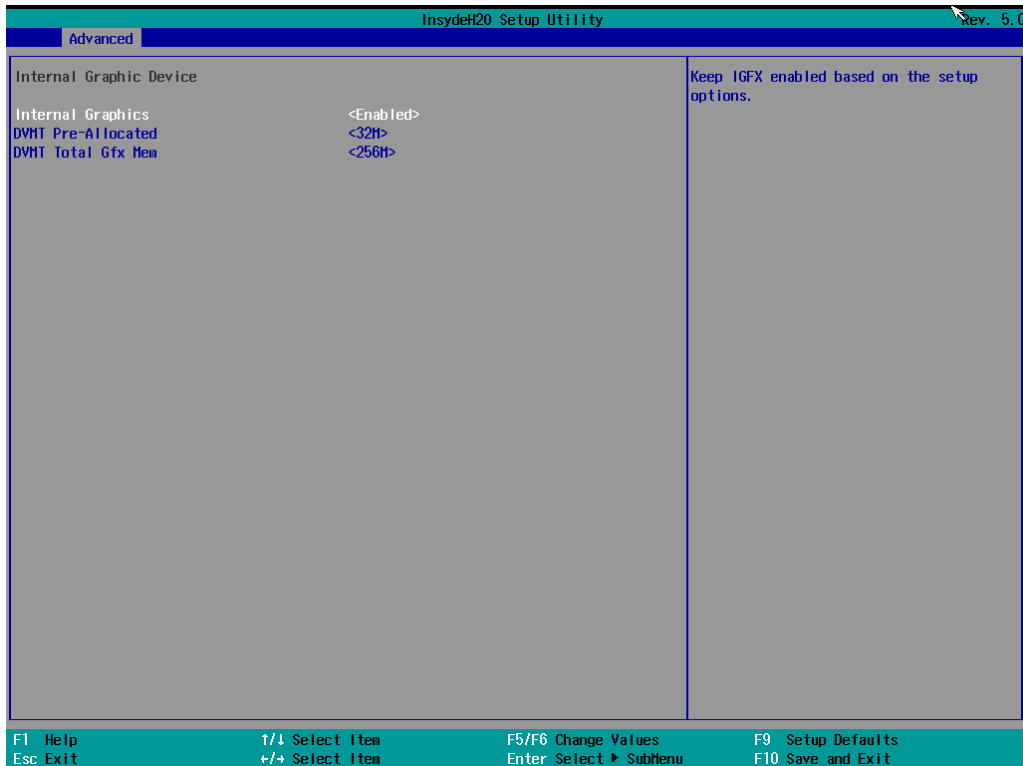 InsydeH2O Setup Utility Rev. 5.0
Advanced
Internal Graphic Device
Internal Graphics <Enabled>
DVMT Pre-Allocated <32M>
DVMT Total Gfx Mem <256M>
Keep IGFX enabled based on the setup
options.
F1 Help ↑/↓ Select Item F5/F6 Change Values F9 Setup Defaults
Esc Exit ←/→ Select Item Enter Select ▶ SubMenu F10 Save and Exit